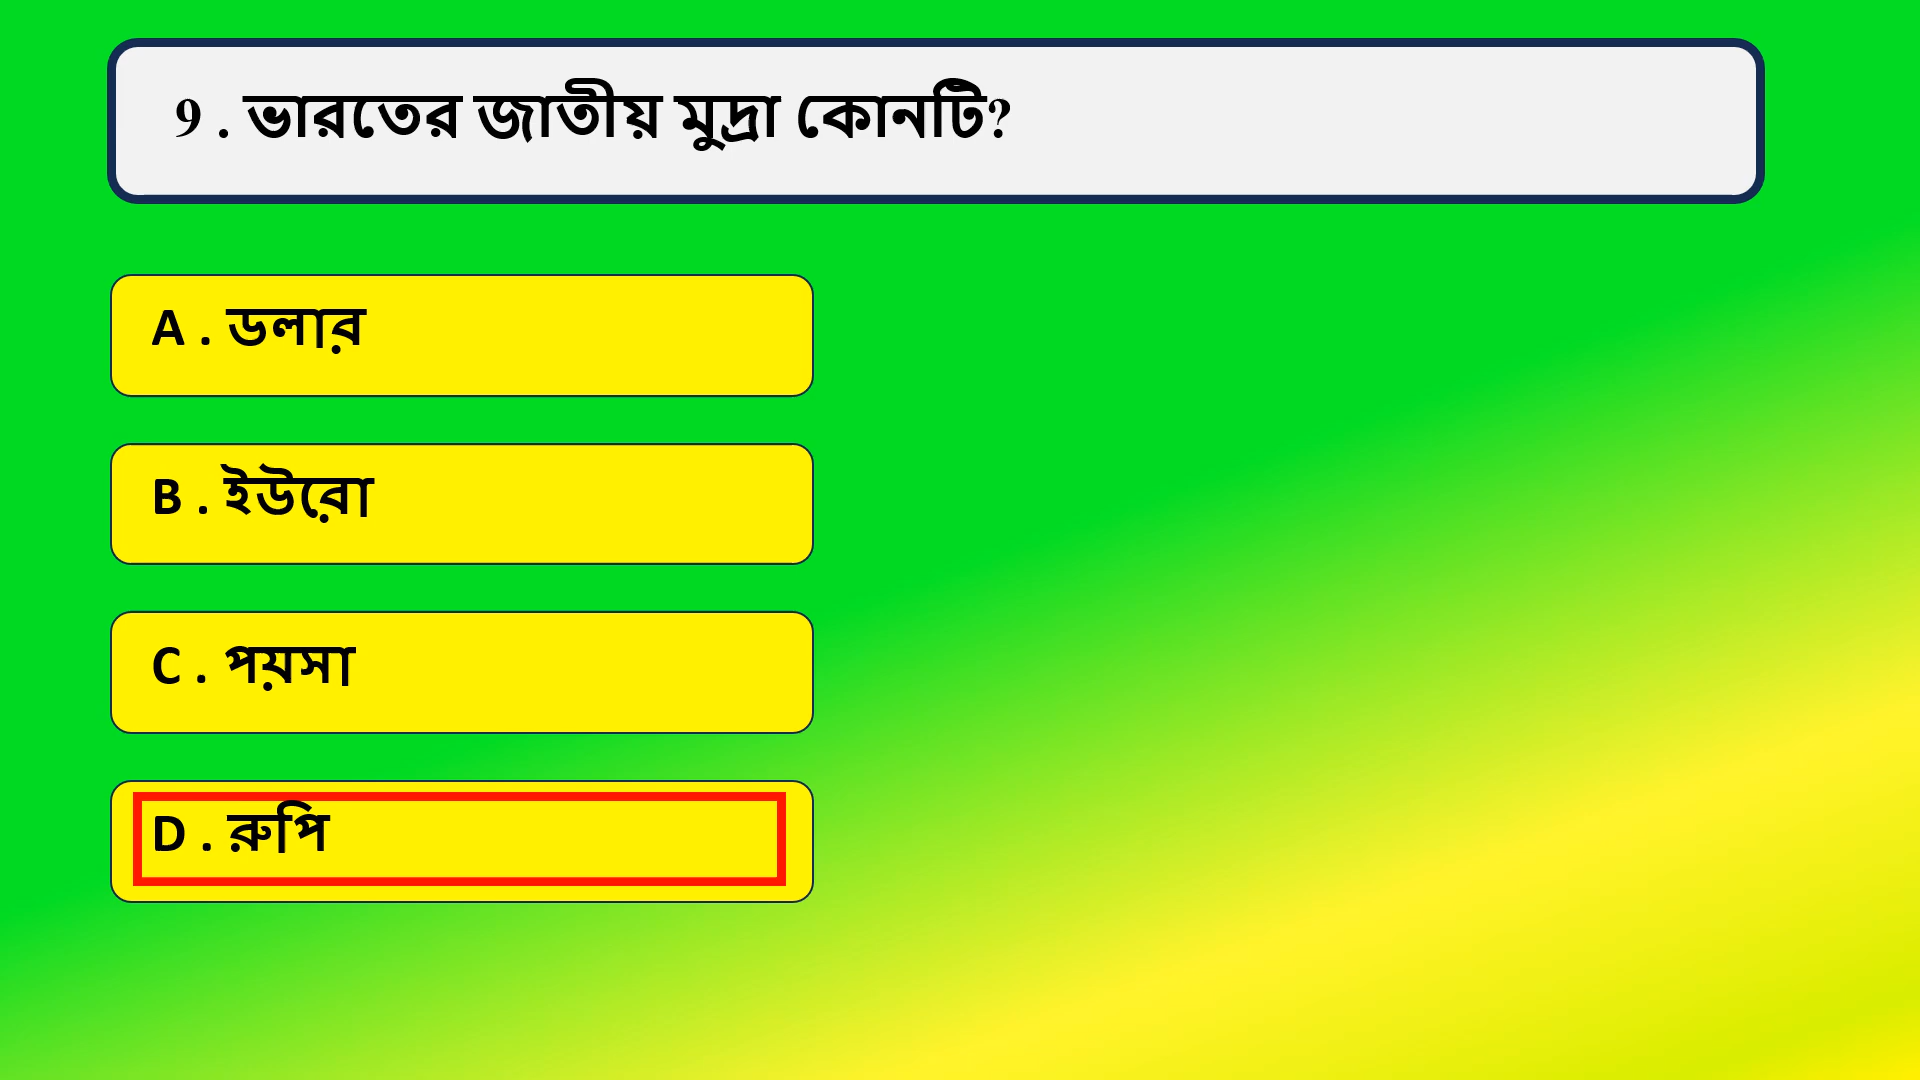 9 . ভারতের জাতীয় মুদ্রা কোনটি?
A . ডলার
B . ইউরো
C . পয়সা
D . রুপি